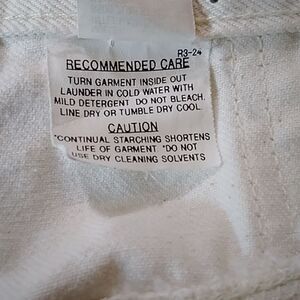 R3-24
RECOMMENDED CARE
TURN GARMENT INSIDE OUT
LAUNDER IN COLD WATER WITH
MILD DETERGENT DO NOT BLEACH.
LINE DRY OR TUMBLE DRY COOL.
CAUTION
*CONTINUAL STARCHING SHORTENS
LIFE OF GARMENT *DO NOT
USE DRY CLEANING SOLVENTS